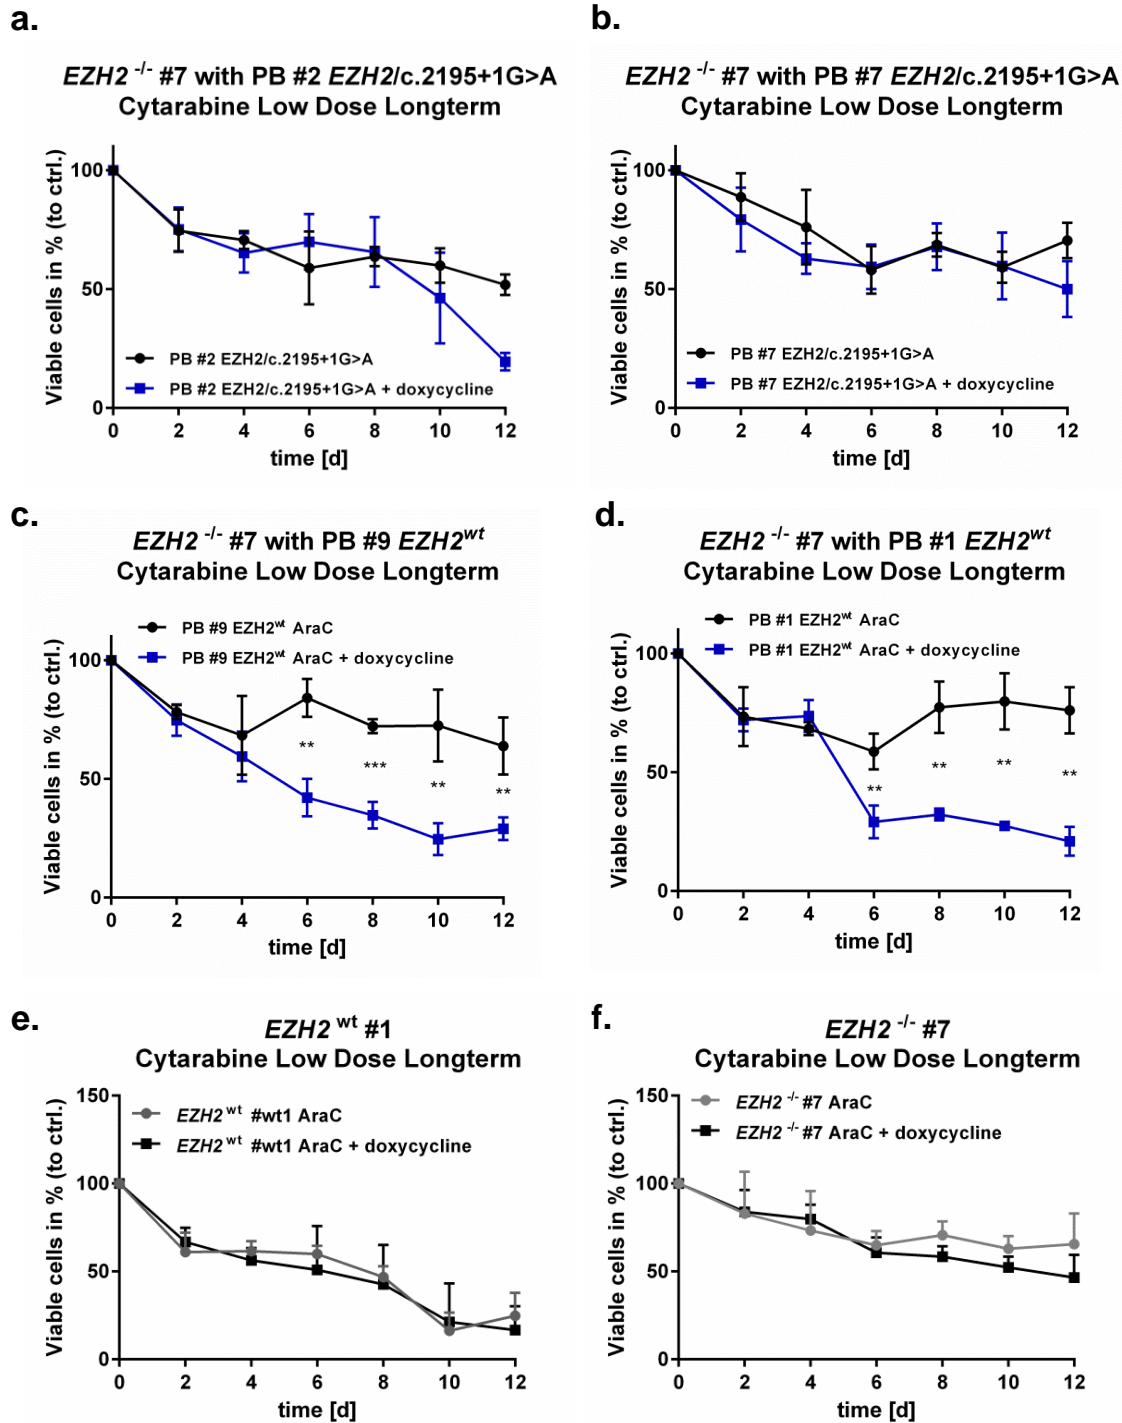 a.
EZH2 -/- #7 with PB #2 EZH2/c.2195+1G>A
Cytarabine Low Dose Longterm
Viable cells in % (to ctrl.)
100
50
0
PB #2 EZH2/c.2195+1G>A
PB #2 EZH2/c.2195+1G>A + doxycycline
0 2 4 6 8 10 12
time [d]
b.
EZH2 -/- #7 with PB #7 EZH2/c.2195+1G>A
Cytarabine Low Dose Longterm
Viable cells in % (to ctrl.)
100
50
0
PB #7 EZH2/c.2195+1G>A
PB #7 EZH2/c.2195+1G>A + doxycycline
0 2 4 6 8 10 12
time [d]
c.
EZH2 -/- #7 with PB #9 EZH2wt
Cytarabine Low Dose Longterm
PB #9 EZH2wt AraC
PB #9 EZH2wt AraC + doxycycline
Viable cells in % (to ctrl.)
100
50
0
** *** ** **
0 2 4 6 8 10 12
time [d]
d.
EZH2 -/- #7 with PB #1 EZH2wt
Cytarabine Low Dose Longterm
PB #1 EZH2wt AraC
PB #1 EZH2wt AraC + doxycycline
Viable cells in % (to ctrl.)
100
50
0
** ** ** **
0 2 4 6 8 10 12
time [d]
e.
EZH2 wt #1
Cytarabine Low Dose Longterm
EZH2 wt #wt1 AraC
EZH2 wt #wt1 AraC + doxycycline
Viable cells in % (to ctrl.)
150
100
50
0
0 2 4 6 8 10 12
time [d]
f.
EZH2 -/- #7
Cytarabine Low Dose Longterm
EZH2 -/- #7 AraC
EZH2 -/- #7 AraC + doxycycline
Viable cells in % (to ctrl.)
150
100
50
0
0 2 4 6 8 10 12
time [d]